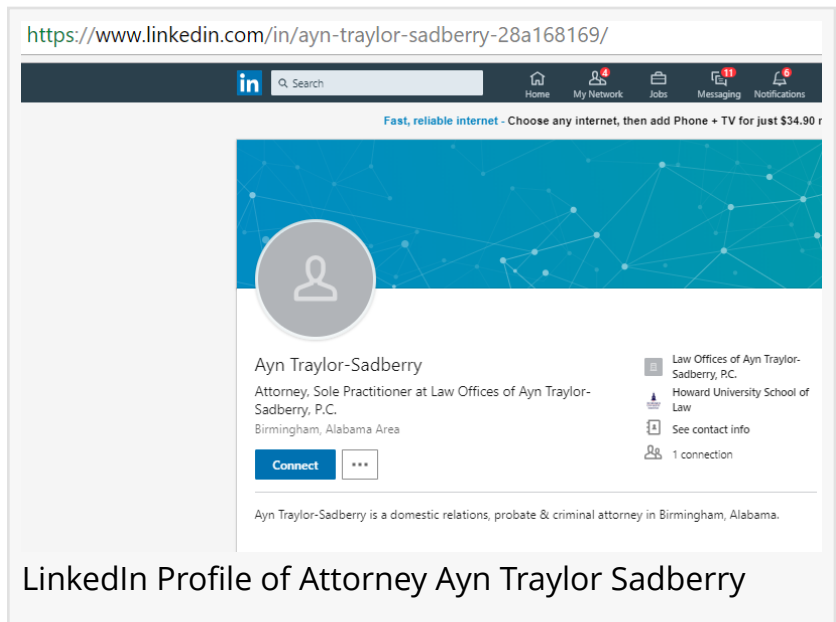 https://www.linkedin.com/in/ayn-traylor-sadberry-28a168169/
in
Search
4
11
6
Home
My Network
Jobs
Messaging
Notifications
Fast, reliable internet - Choose any internet, then add Phone + TV for just $34.90
Ayn Traylor-Sadberry
Attorney, Sole Practitioner at Law Offices of Ayn Traylor-
Sadberry, P.C.
Birmingham, Alabama Area
Connect
Law Offices of Ayn Traylor-
Sadberry, P.C.
Howard University School of
Law
See contact info
1 connection
Ayn Traylor-Sadberry is a domestic relations, probate & criminal attorney in Birmingham, Alabama.
LinkedIn Profile of Attorney Ayn Traylor Sadberry